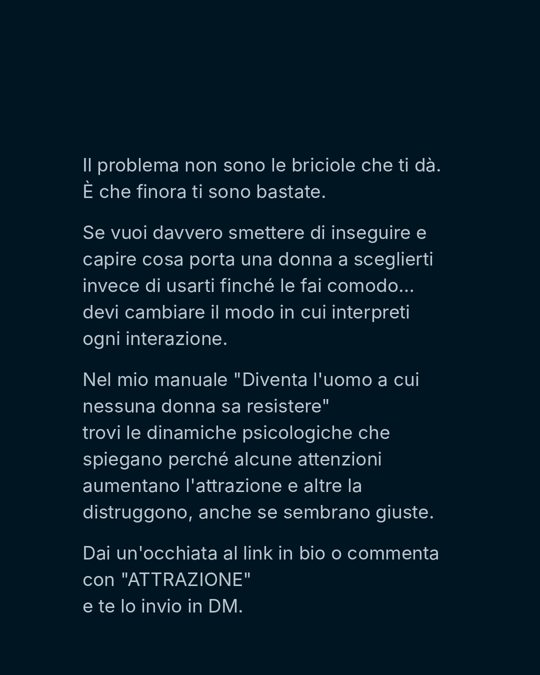 Il problema non sono le briciole che ti dà.
È che finora ti sono bastate.
Se vuoi davvero smettere di inseguire e
capire cosa porta una donna a sceglierti
invece di usarti finché le fai comodo...
devi cambiare il modo in cui interpreti
ogni interazione.
Nel mio manuale "Diventa l'uomo a cui
nessuna donna sa resistere"
trovi le dinamiche psicologiche che
spiegano perché alcune attenzioni
aumentano l'attrazione e altre la
distruggono, anche se sembrano giuste.
Dai un'occhiata al link in bio o commenta
con "ATTRAZIONE"
e te lo invio in DM.